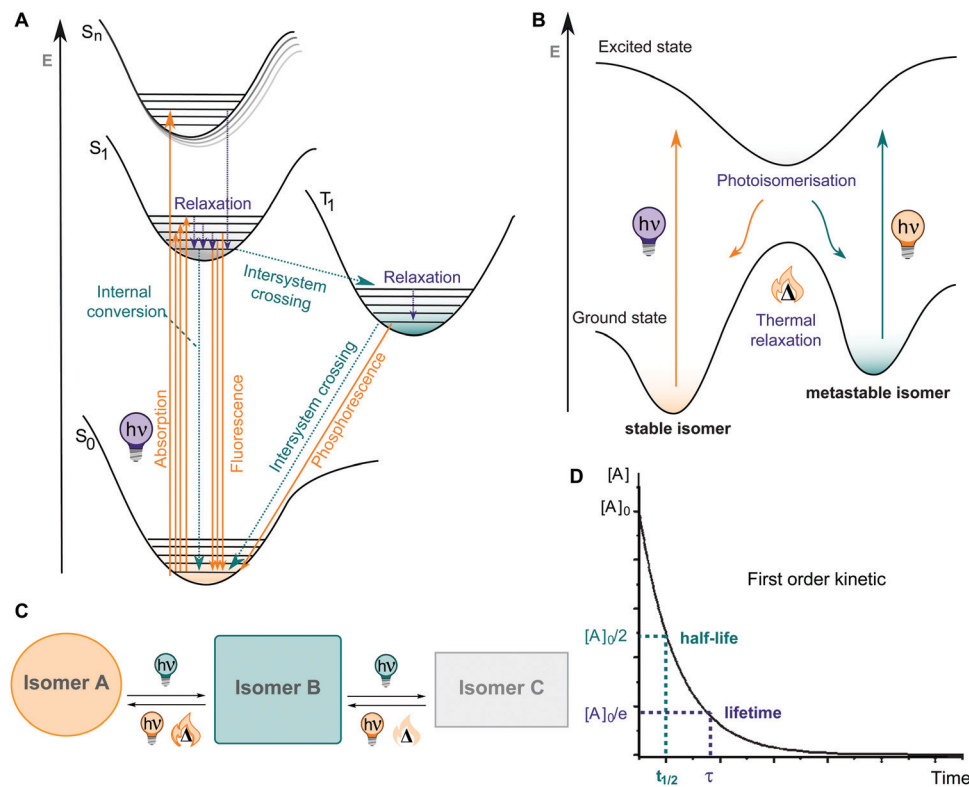 A
E
Sn
S1
Relaxation
T1
Intersystem
crossing
Relaxation
Internal
conversion
hν
S0
Absorption
Fluorescence
Intersystem crossing
Phosphorescence
B
E
Excited state
Photoisomerisation
hν
hν
Δ
Ground state
Thermal
relaxation
stable isomer
metastable isomer
C
Isomer A
hν
hν Δ
Isomer B
hν
hν Δ
Isomer C
D
[A]
[A]0
First order kinetic
[A]0/2
half-life
[A]0/e
lifetime
t1/2
τ
Time